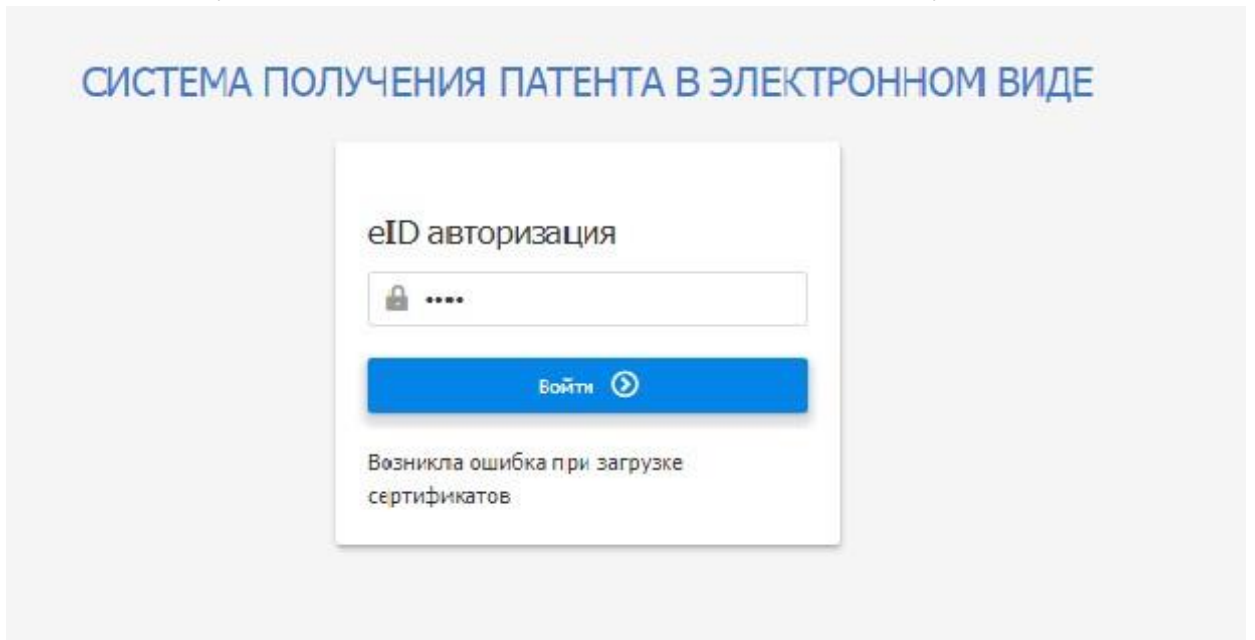 СИСТЕМА ПОЛУЧЕНИЯ ПАТЕНТА В ЭЛЕКТРОННОМ ВИДЕ
eID авторизация
••••
Войти
Возникла ошибка при загрузке
сертификатов